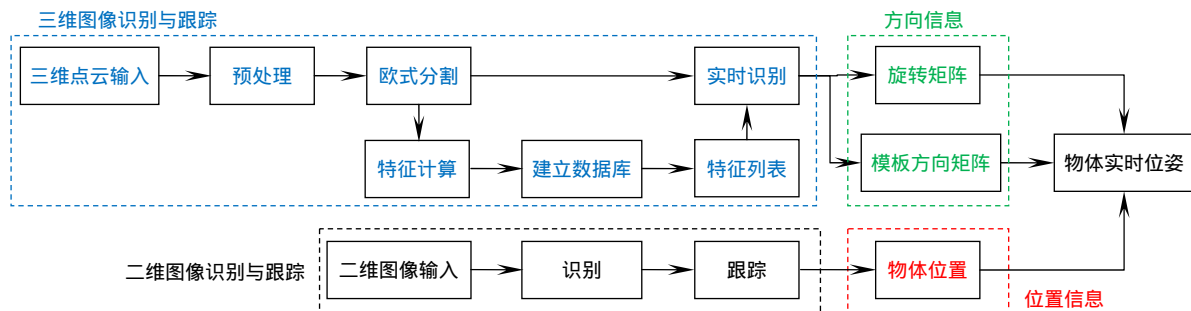 三维图像识别与跟踪
方向信息
三维点云输入
预处理
欧式分割
实时识别
旋转矩阵
特征计算
建立数据库
特征列表
模板方向矩阵
物体实时位姿
二维图像识别与跟踪
二维图像输入
识别
跟踪
物体位置
位置信息